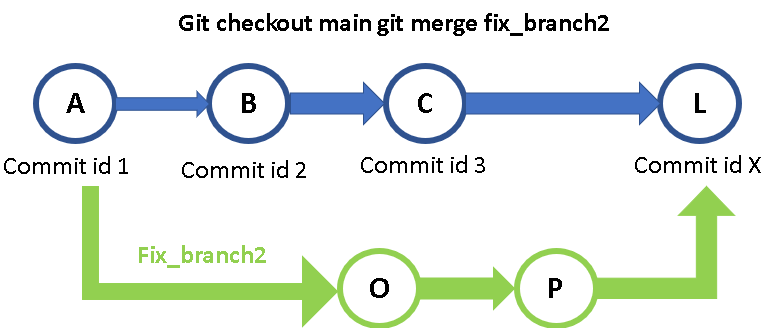 Git checkout main git merge fix_branch2
A
B
C
L
Commit id 1
Commit id 2
Commit id 3
Commit id X
Fix_branch2
O
P